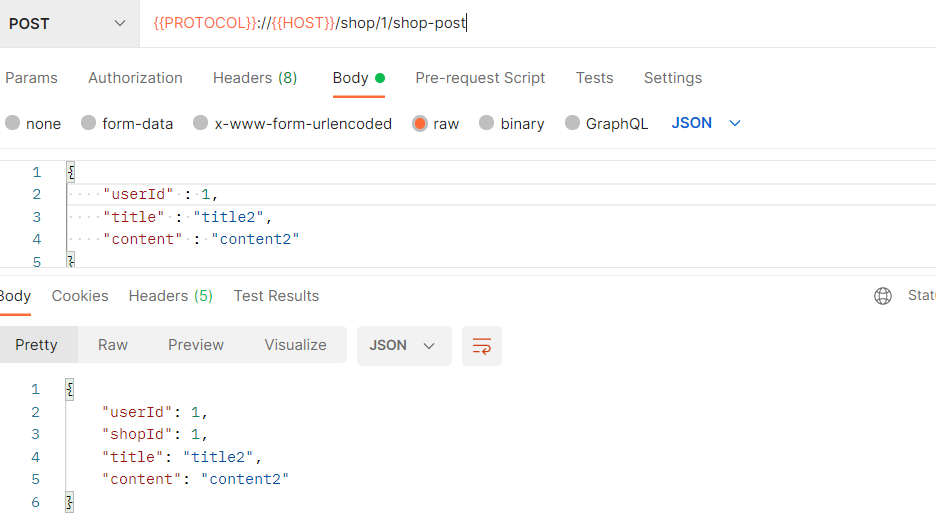 POST {{PROTOCOL}}://{{HOST}}/shop/1/shop-post
Params Authorization Headers (8) Body Pre-request Script Tests Settings
none form-data x-www-form-urlencoded raw binary GraphQL JSON
1 {
2 "userId" : 1,
3 "title" : "title2",
4 "content" : "content2"
5 }
Body Cookies Headers (5) Test Results
Pretty Raw Preview Visualize JSON
1 {
2 "userId": 1,
3 "shopId": 1,
4 "title": "title2",
5 "content": "content2"
6 }